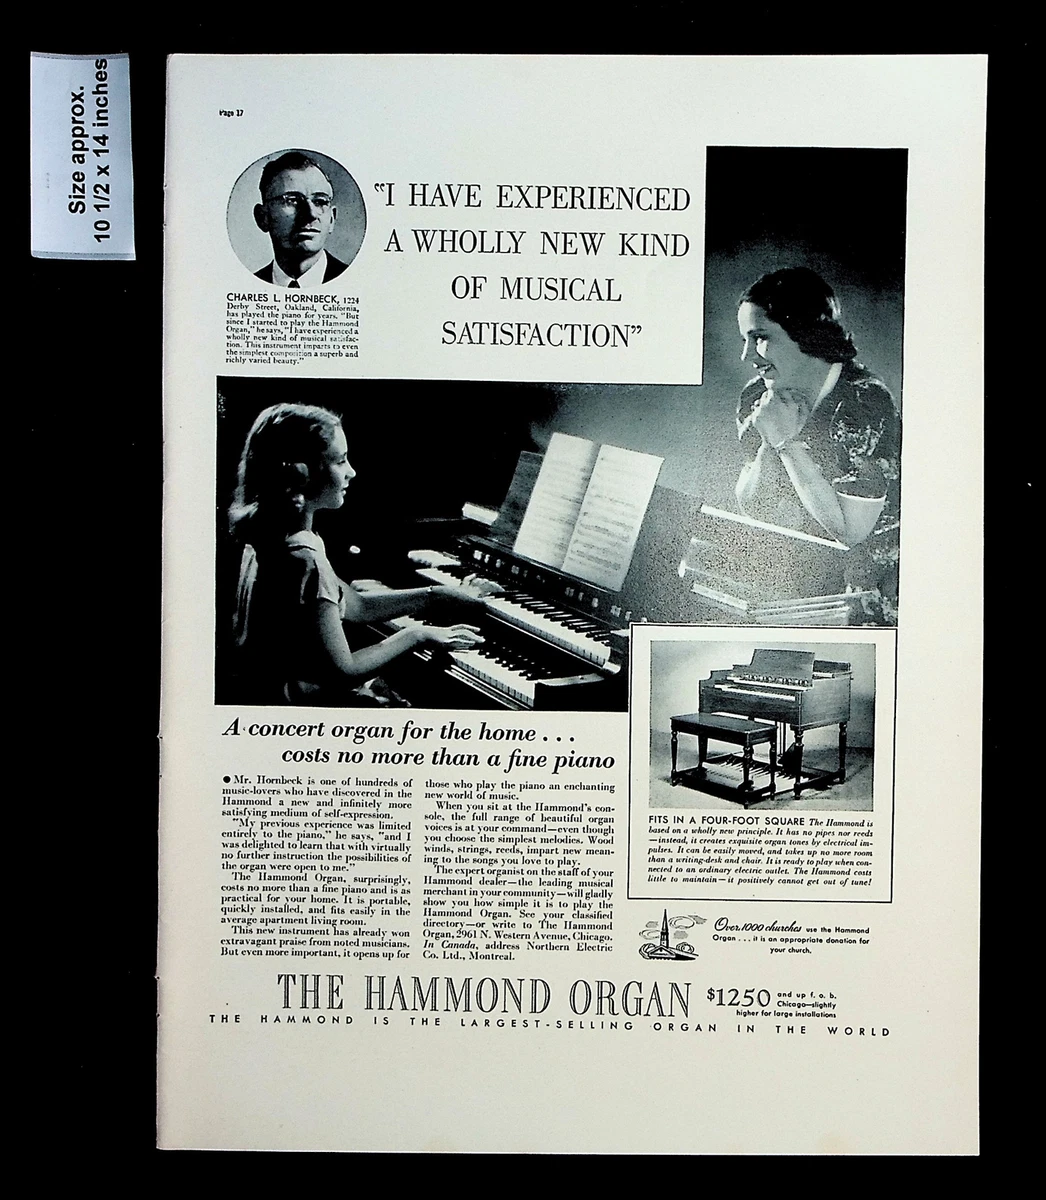 Size approx.
10 1/2 x 14 inches
Page 17
"I HAVE EXPERIENCED
A WHOLLY NEW KIND
OF MUSICAL
SATISFACTION"
CHARLES L. HORNBECK, 1224
Derby Street, Oakland, California,
has played the piano for years. "But
since I started to play the Hammond
Organ," he says, "I have experienced a
wholly new kind of musical satisfac-
tion. This instrument imparts to even
the simplest composition a superb and
richly varied beauty."
A concert organ for the home . . .
costs no more than a fine piano
● Mr. Hornbeck is one of hundreds of
music-lovers who have discovered in the
Hammond a new and infinitely more
satisfying medium of self-expression.
"My previous experience was limited
entirely to the piano," he says, "and I
was delighted to learn that with virtually
no further instruction the possibilities of
the organ were open to me."
The Hammond Organ, surprisingly,
costs no more than a fine piano and is as
practical for your home. It is portable,
quickly installed, and fits easily in the
average apartment living room.
This new instrument has already won
extravagant praise from noted musicians.
But even more important, it opens up for
those who play the piano an enchanting
new world of music.
When you sit at the Hammond's con-
sole, the full range of beautiful organ
voices is at your command—even though
you choose the simplest melodies. Wood
winds, strings, reeds, impart new mean-
ing to the songs you love to play.
The expert organist on the staff of your
Hammond dealer—the leading musical
merchant in your community—will gladly
show you how simple it is to play the
Hammond Organ. See your classified
directory—or write to The Hammond
Organ, 2961 N. Western Avenue, Chicago.
In Canada, address Northern Electric
Co. Ltd., Montreal.
FITS IN A FOUR-FOOT SQUARE The Hammond is
based on a wholly new principle. It has no pipes nor reeds
—instead, it creates exquisite organ tones by electrical im-
pulses. It can be easily moved, and takes up no more room
than a writing-desk and chair. It is ready to play when con-
nected to an ordinary electric outlet. The Hammond costs
little to maintain—it positively cannot get out of tune!
Over 1000 churches use the Hammond
Organ . . . it is an appropriate donation for
your church.
THE HAMMOND ORGAN $1250 and up f. o. b.
Chicago—slightly
higher for large installations
THE HAMMOND IS THE LARGEST-SELLING ORGAN IN THE WORLD